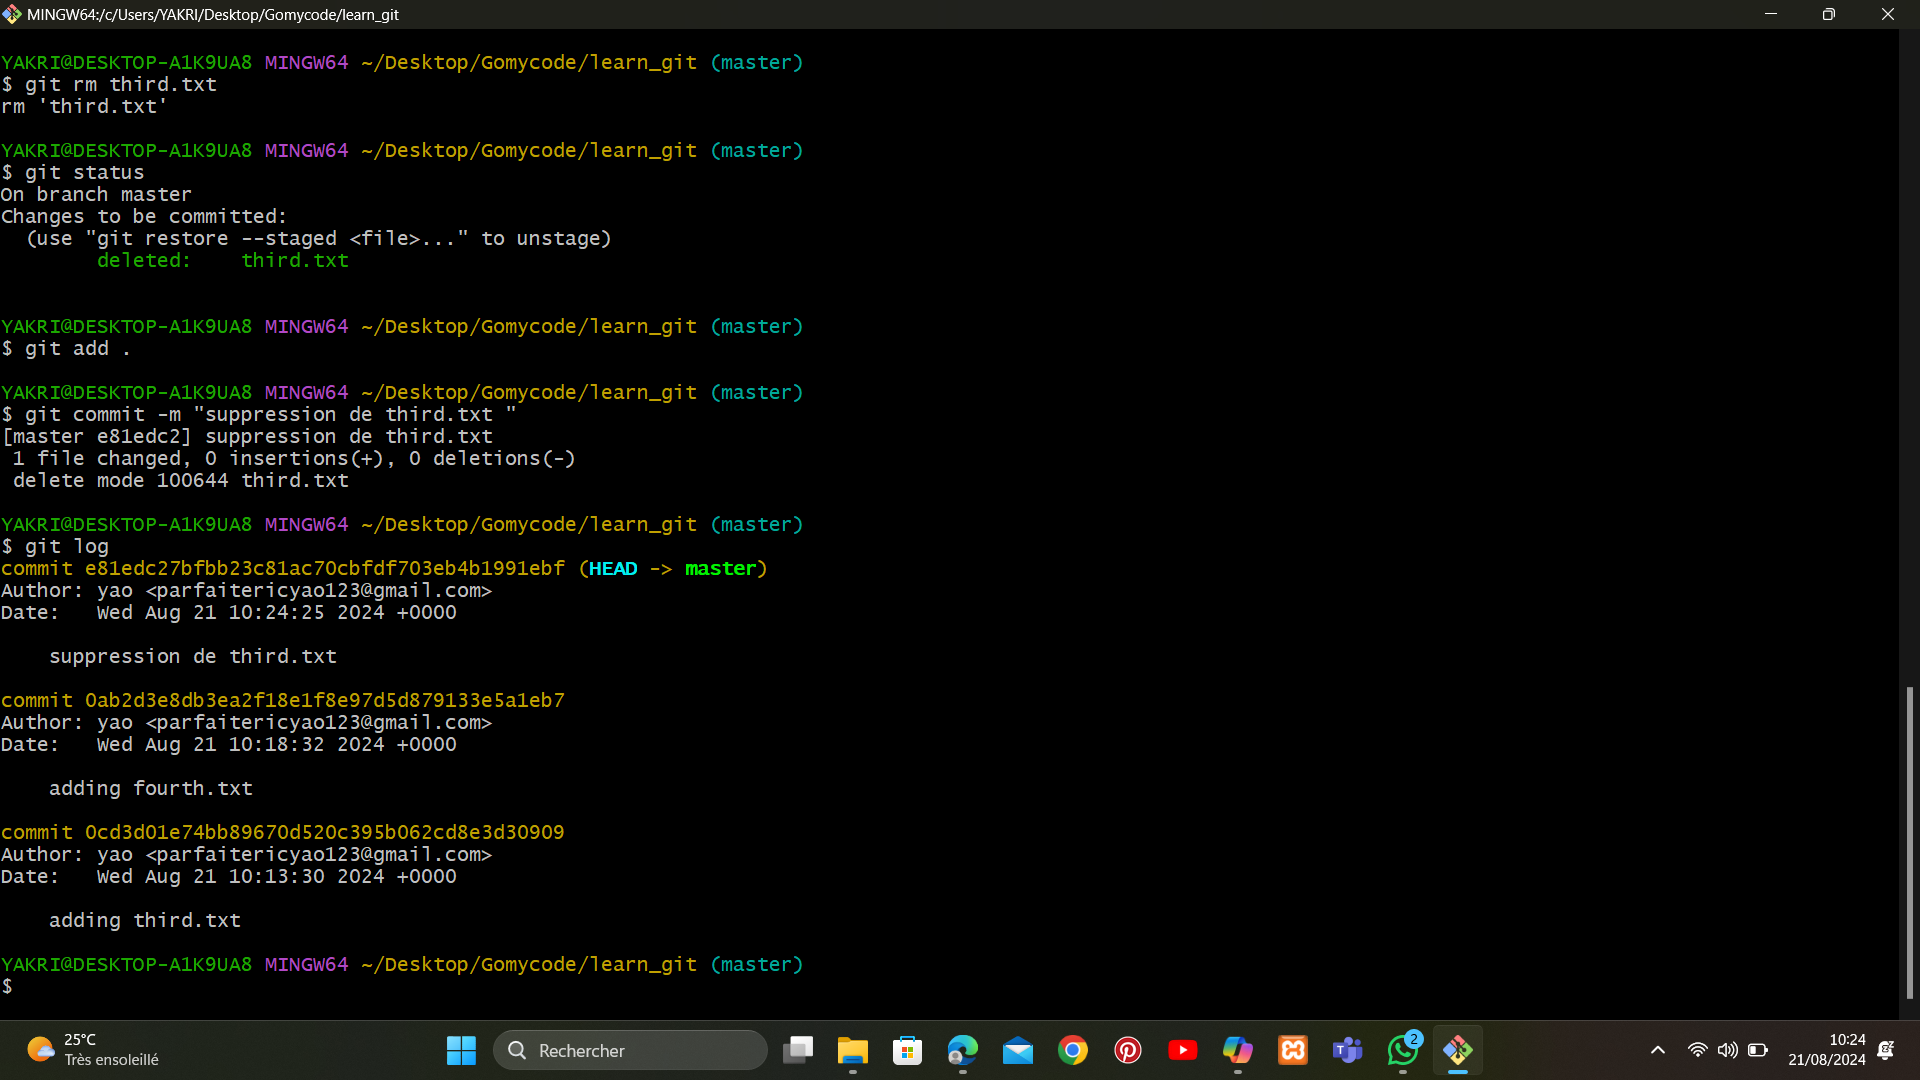 MINGW64:/c/Users/YAKRI/Desktop/Gomycode/learn_git
YAKRI@DESKTOP-A1K9UA8 MINGW64 ~/Desktop/Gomycode/learn_git (master)
$ git rm third.txt
rm 'third.txt'
YAKRI@DESKTOP-A1K9UA8 MINGW64 ~/Desktop/Gomycode/learn_git (master)
$ git status
On branch master
Changes to be committed:
  (use "git restore --staged <file>..." to unstage)
        deleted:    third.txt
YAKRI@DESKTOP-A1K9UA8 MINGW64 ~/Desktop/Gomycode/learn_git (master)
$ git add .
YAKRI@DESKTOP-A1K9UA8 MINGW64 ~/Desktop/Gomycode/learn_git (master)
$ git commit -m "suppression de third.txt "
[master e81edc2] suppression de third.txt
 1 file changed, 0 insertions(+), 0 deletions(-)
 delete mode 100644 third.txt
YAKRI@DESKTOP-A1K9UA8 MINGW64 ~/Desktop/Gomycode/learn_git (master)
$ git log
commit e81edc27bfbb23c81ac70cbfdf703eb4b1991ebf (HEAD -> master)
Author: yao <parfaitericyao123@gmail.com>
Date:   Wed Aug 21 10:24:25 2024 +0000
    suppression de third.txt
commit 0ab2d3e8db3ea2f18e1f8e97d5d879133e5a1eb7
Author: yao <parfaitericyao123@gmail.com>
Date:   Wed Aug 21 10:18:32 2024 +0000
    adding fourth.txt
commit 0cd3d01e74bb89670d520c395b062cd8e3d30909
Author: yao <parfaitericyao123@gmail.com>
Date:   Wed Aug 21 10:13:30 2024 +0000
    adding third.txt
YAKRI@DESKTOP-A1K9UA8 MINGW64 ~/Desktop/Gomycode/learn_git (master)
$
25°C
Très ensoleillé
Rechercher
2
10:24
21/08/2024